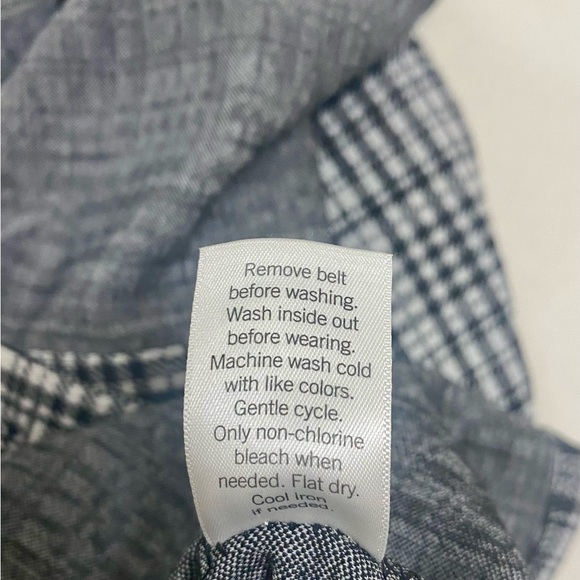 Remove belt
before washing.
Wash inside out
before wearing.
Machine wash cold
with like colors.
Gentle cycle.
Only non-chlorine
bleach when
needed. Flat dry.
Cool iron
if needed.